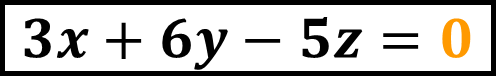 3x + 6y − 5z = 0